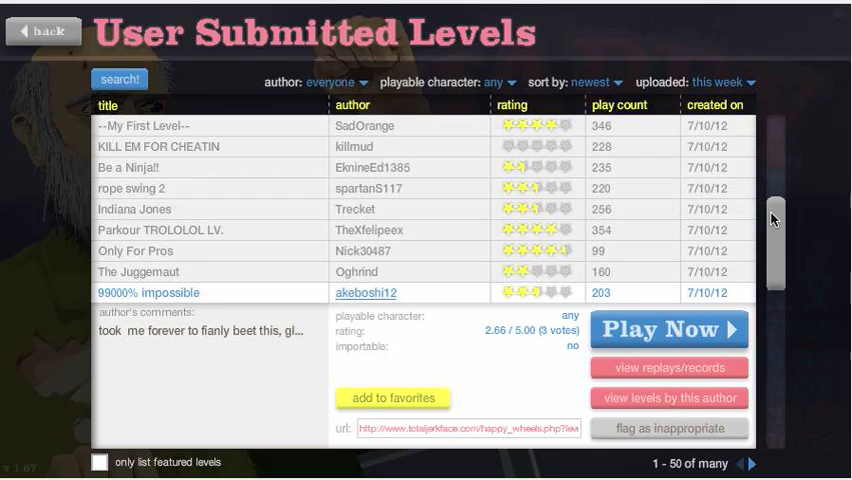 back
User Submitted Levels
search!
author: everyone playable character: any sort by: newest uploaded: this week
title author rating play count created on
--My First Level-- SadOrange 346 7/10/12
KILL EM FOR CHEATIN killmud 228 7/10/12
Be a Ninja!! EknineEd1385 235 7/10/12
rope swing 2 spartanS117 220 7/10/12
Indiana Jones Trecket 256 7/10/12
Parkour TROLOLOL LV. TheXfelipeex 354 7/10/12
Only For Pros Nick30487 99 7/10/12
The Juggernaut Oghrind 160 7/10/12
99000% impossible akeboshi12 203 7/10/12
author's comments:
took me forever to fianly beet this, gl...
playable character: any
rating: 2.66 / 5.00 (3 votes)
importable: no
add to favorites
url: http://www.totaljerkface.com/happy_wheels.php?lev
Play Now
view replays/records
view levels by this author
flag as inappropriate
only list featured levels
1 - 50 of many
v 1.67